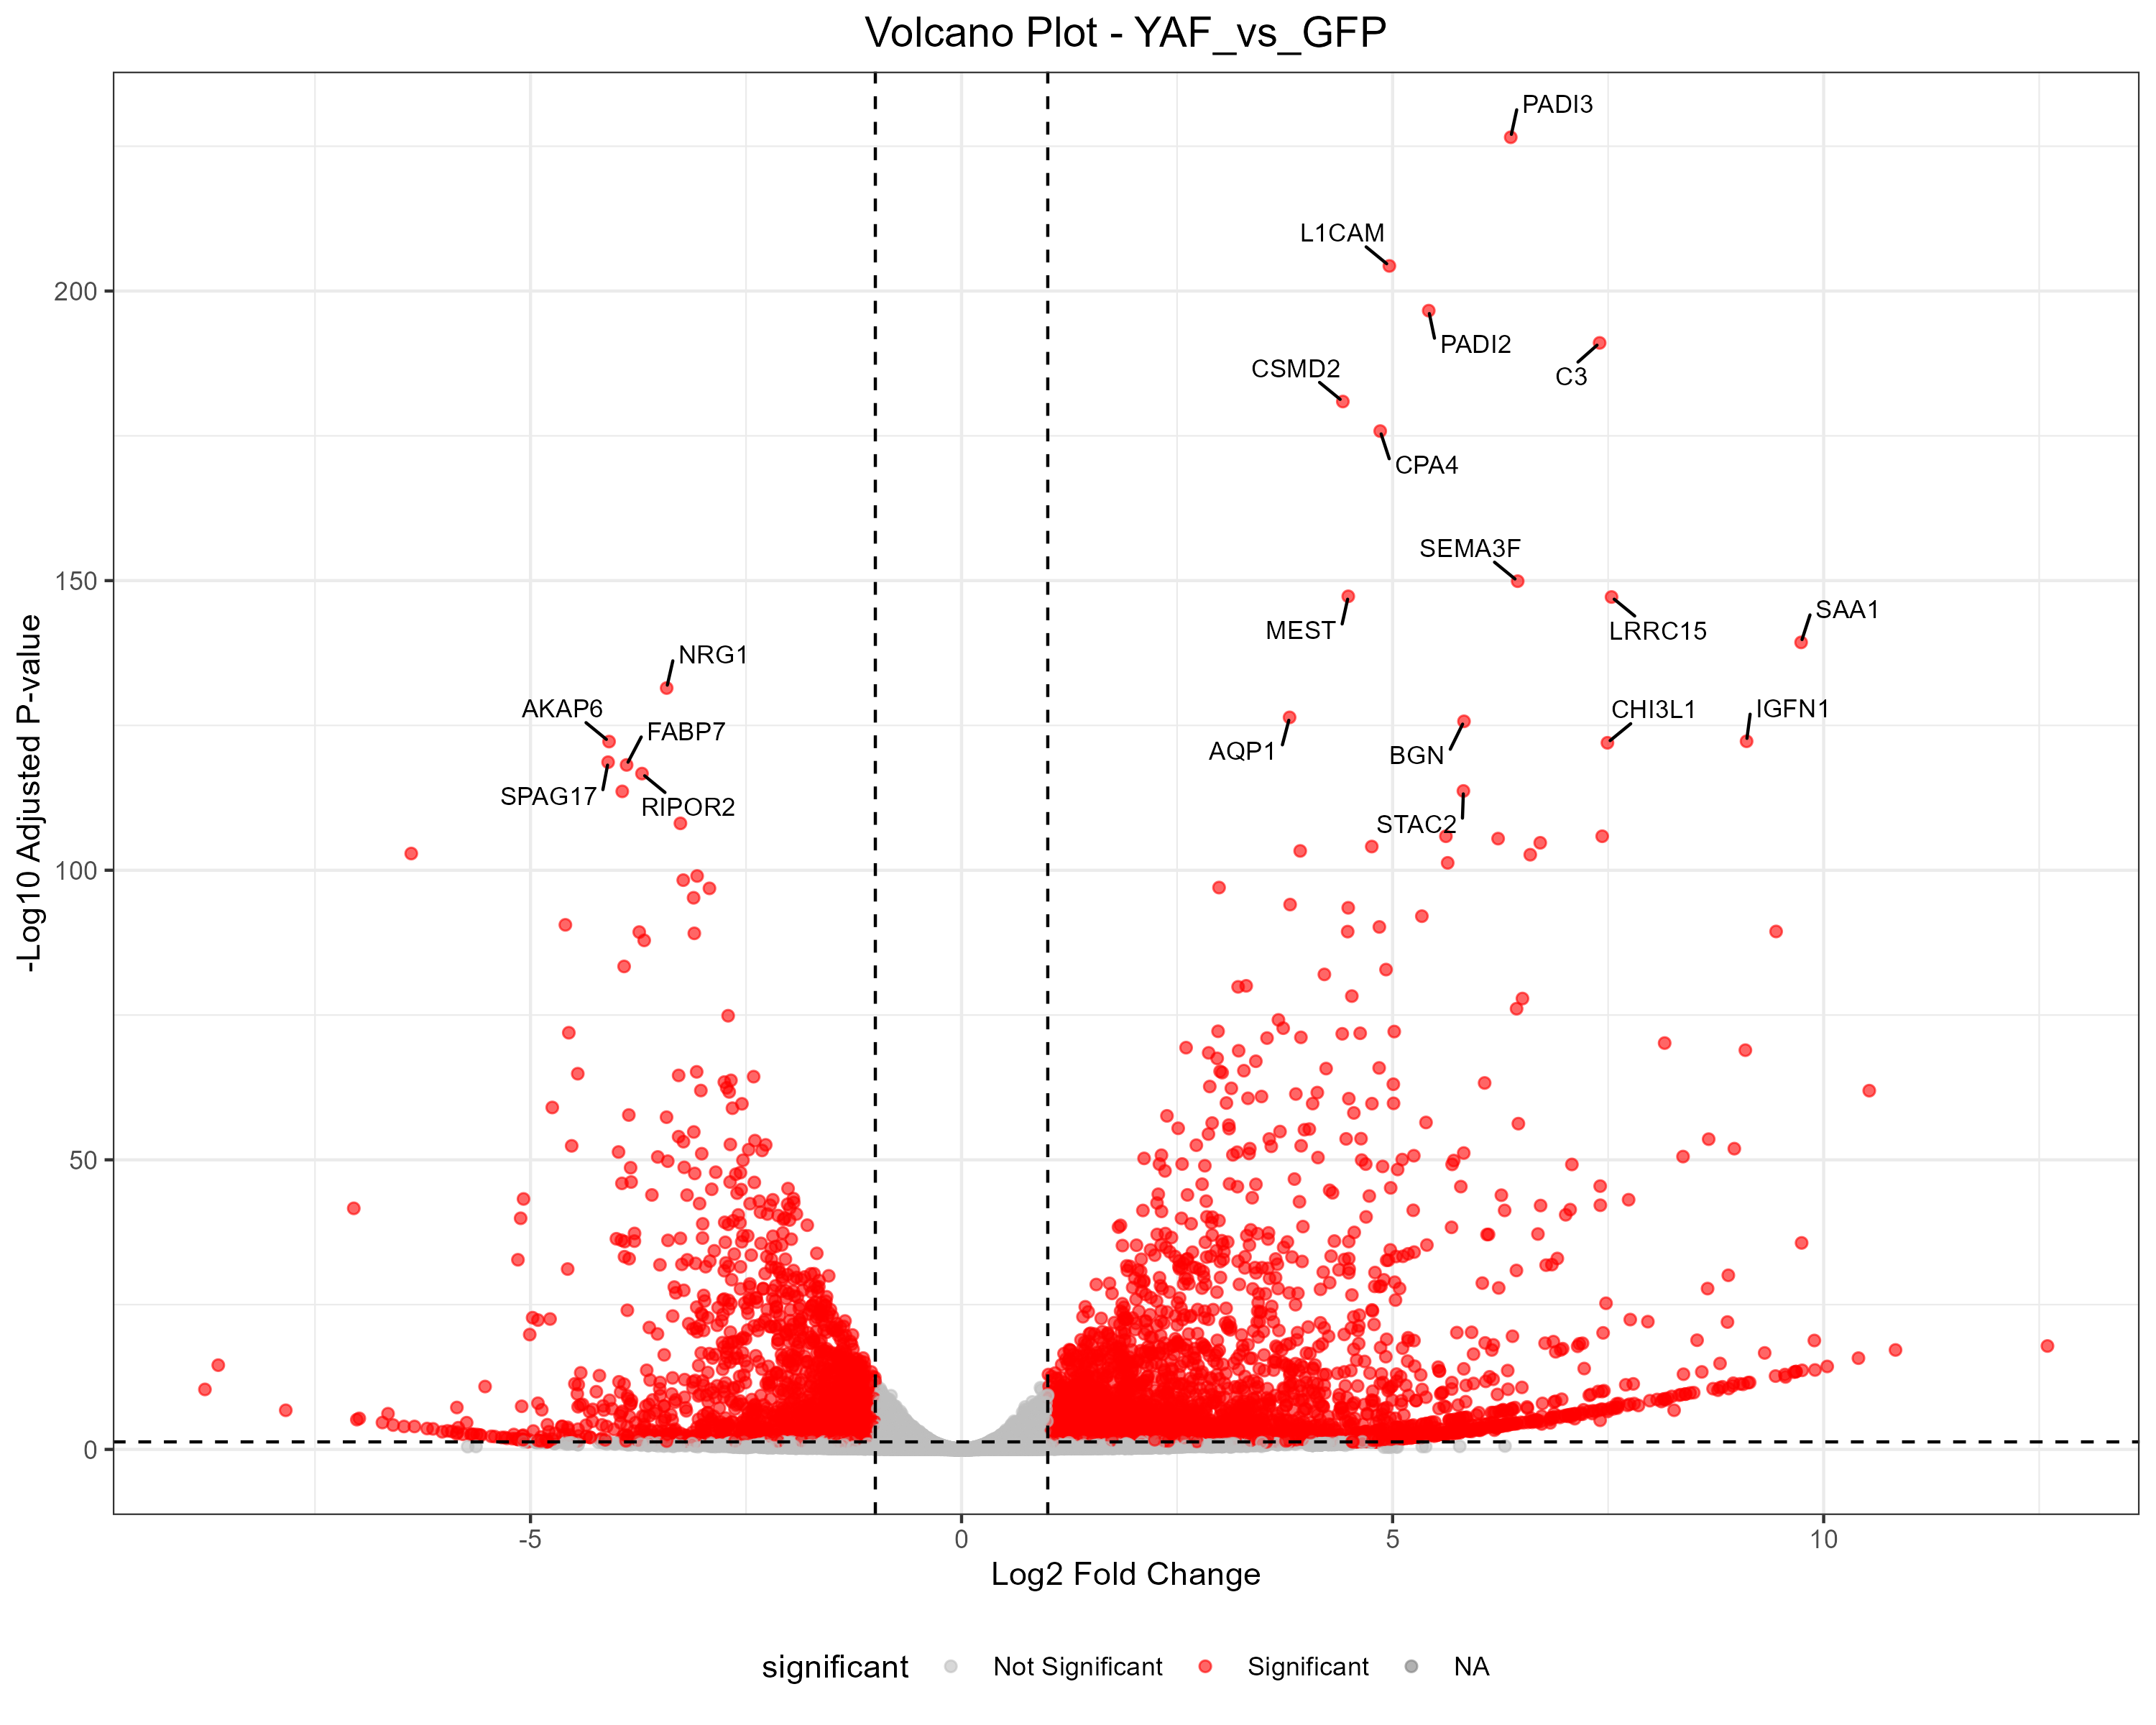 Volcano Plot - YAF_vs_GFP
PADI3
L1CAM
PADI2
C3
CSMD2
CPA4
SEMA3F
MEST
LRRC15
SAA1
NRG1
AKAP6
FABP7
SPAG17
RIPOR2
AQP1
BGN
CHI3L1
IGFN1
STAC2
-Log10 Adjusted P-value
200
150
100
50
0
-5
0
5
10
Log2 Fold Change
significant
Not Significant
Significant
NA